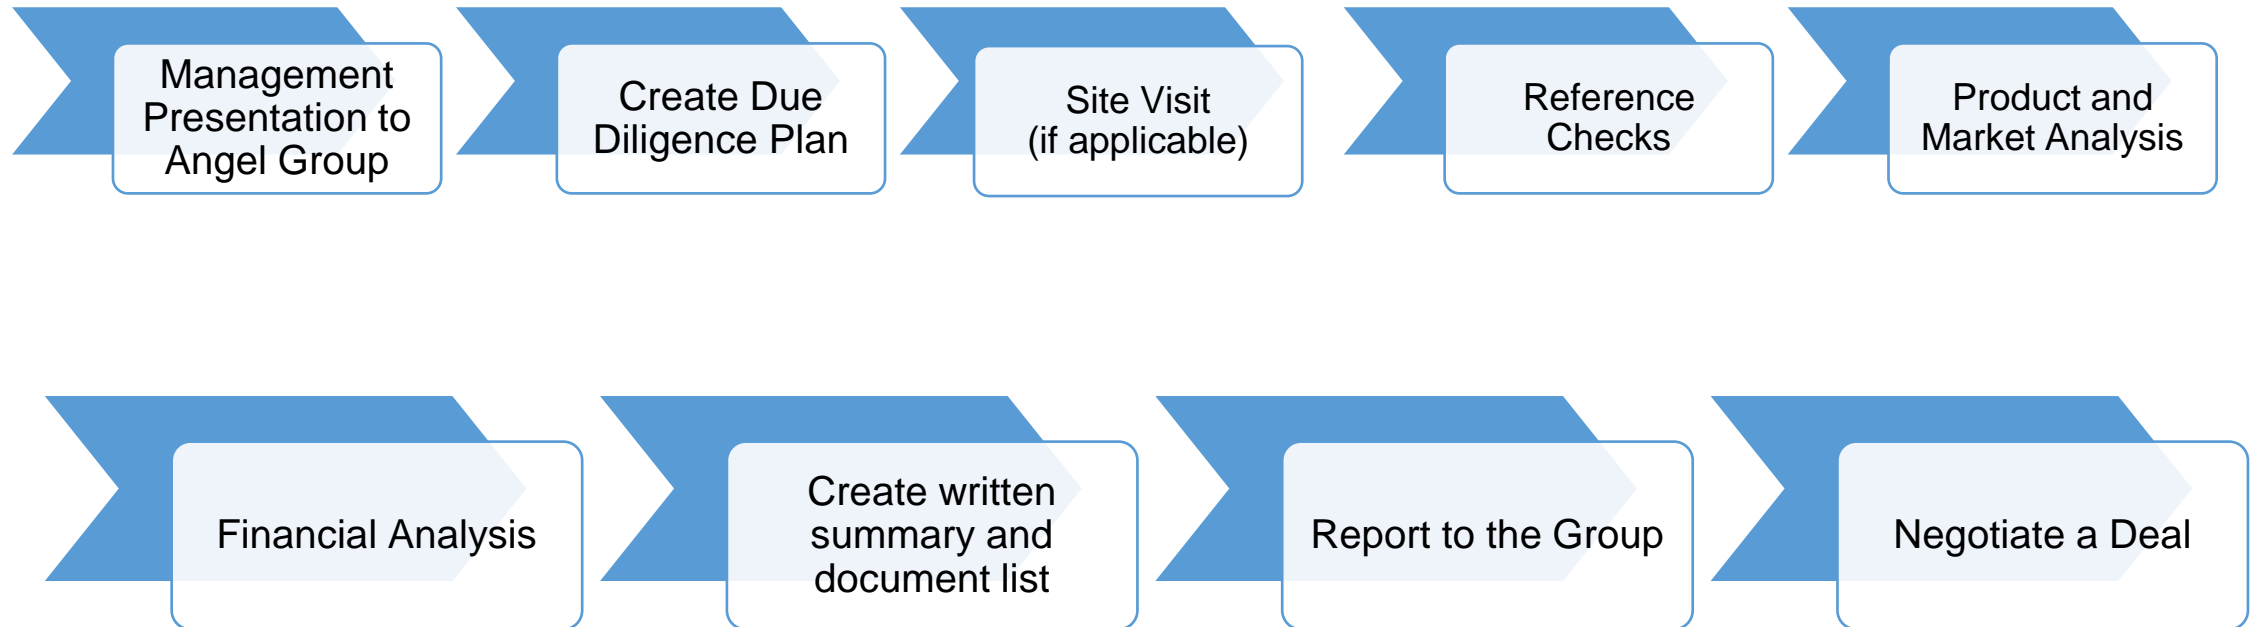 Management
Presentation to
Angel Group
Create Due
Diligence Plan
Site Visit
(if applicable)
Reference
Checks
Product and
Market Analysis
Financial Analysis
Create written
summary and
document list
Report to the Group
Negotiate a Deal